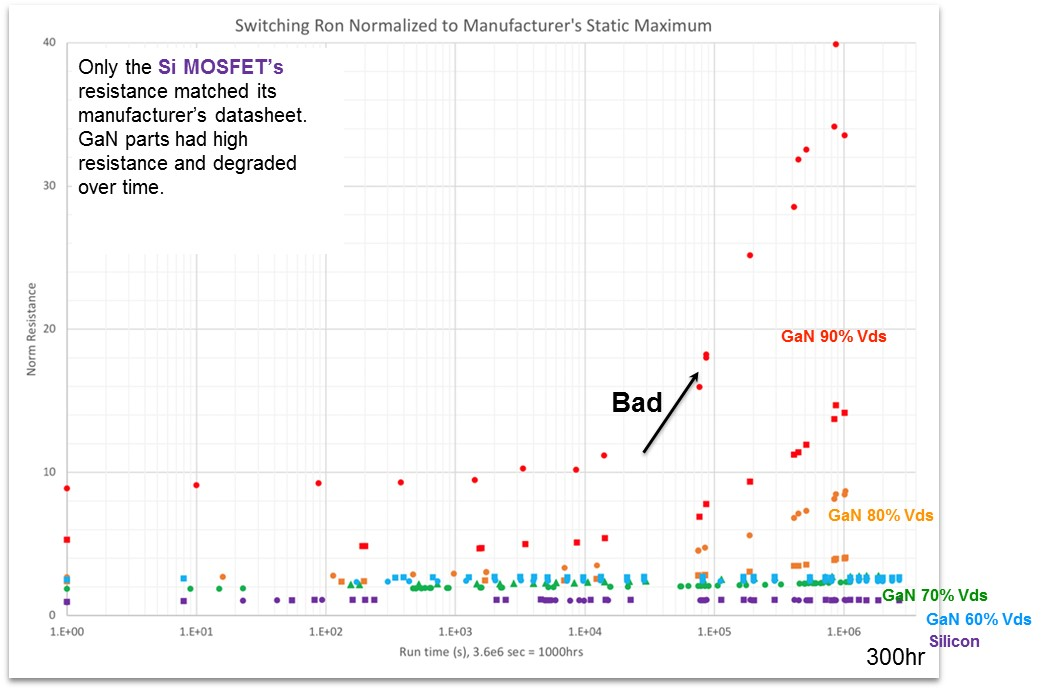 Switching Ron Normalized to Manufacturer's Static Maximum
40
Only the Si MOSFET's
resistance matched its
manufacturer's datasheet.
GaN parts had high
resistance and degraded
over time.
30
Norm Resistance
20
GaN 90% Vds
Bad
10
GaN 80% Vds
GaN 70% Vds
0
GaN 60% Vds
1.E+00 1.E+01 1.E+02 1.E+03 1.E+04 1.E+05 1.E+06
Silicon
Run time (s), 3.6e6 sec = 1000hrs
300hr